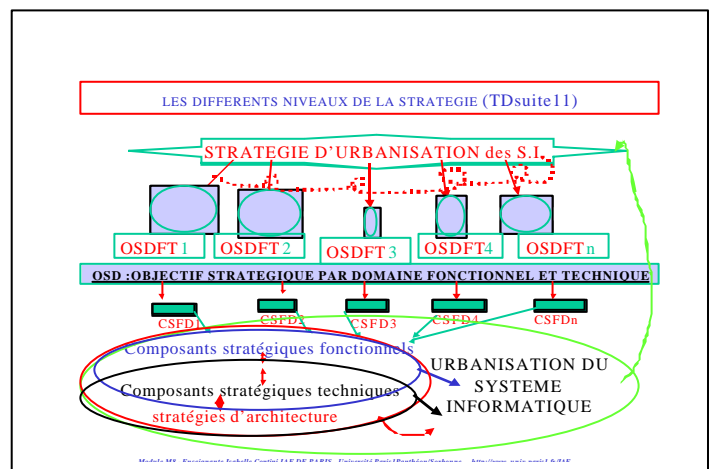 LES DIFFERENTS NIVEAUX DE LA STRATEGIE (TDsuite11)
STRATEGIE D'URBANISATION des S.I.
OSDFT1 OSDFT2 OSDFT3 OSDFT4 OSDFTn
OSD :OBJECTIF STRATEGIQUE PAR DOMAINE FONCTIONNEL ET TECHNIQUE
CSFD1 CSFD2 CSFD3 CSFD4 CSFDn
Composants stratégiques fonctionnels
URBANISATION DU
SYSTEME
INFORMATIQUE
Composants stratégiques techniques
stratégies d'architecture